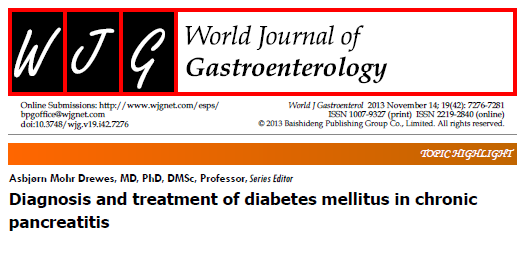 WJG
World Journal of
Gastroenterology
Online Submissions: http://www.wjgnet.com/esps/
bpgoffice@wjgnet.com
doi:10.3748/wjg.v19.i42.7276
World J Gastroenterol 2013 November 14; 19(42): 7276-7281
ISSN 1007-9327 (print) ISSN 2219-2840 (online)
© 2013 Baishideng Publishing Group Co., Limited. All rights reserved.
TOPIC HIGHLIGHT
Asbjørn Mohr Drewes, MD, PhD, DMSc, Professor, Series Editor
Diagnosis and treatment of diabetes mellitus in chronic
pancreatitis